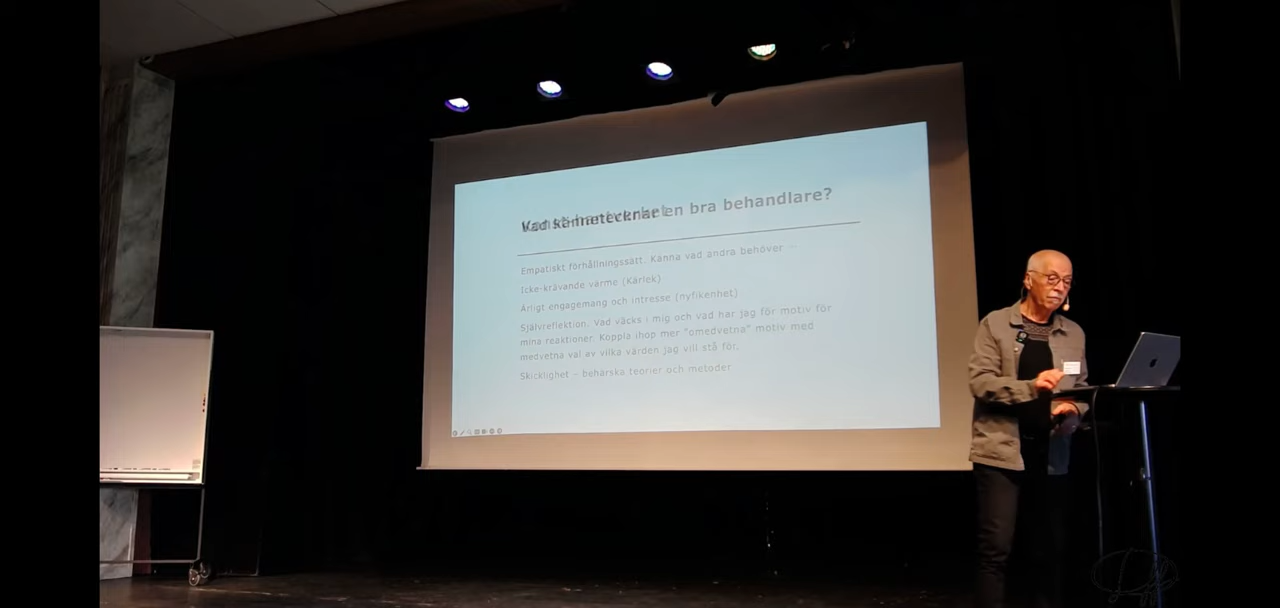 Vad kännetecknar en bra behandlare?
Empatiskt förhållningssätt. Känna vad andra behöver –
Icke-krävande värme (Kärlek)
Ärligt engagemang och intresse (nyfikenhet)
Självreflektion. Vad väcks i mig och vad har jag för motiv för
mina reaktioner. Koppla ihop mer "omedvetna" motiv med
medvetna val av vilka värden jag vill stå för.
Skicklighet – behärska teorier och metoder